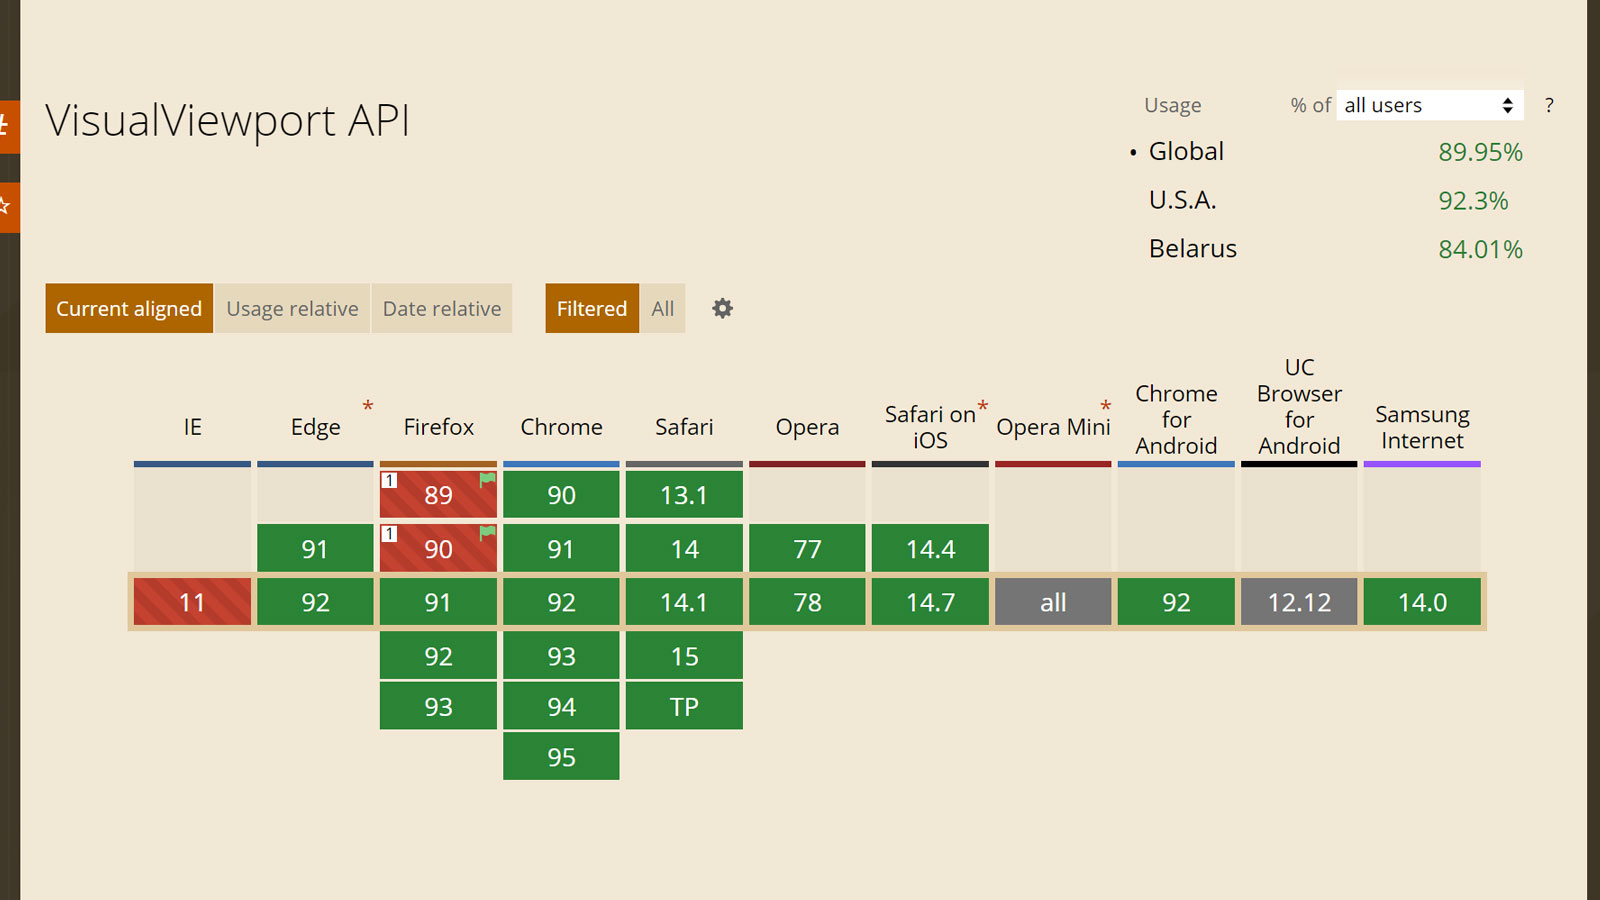 VisualViewport API
Usage % of all users ?
• Global 89.95%
U.S.A. 92.3%
Belarus 84.01%
Current aligned Usage relative Date relative Filtered All
IE Edge * Firefox Chrome Safari Opera Safari on iOS * Opera Mini * Chrome for Android UC Browser for Android Samsung Internet
1 89 90 13.1
91 1 90 91 14 77 14.4
11 92 91 92 14.1 78 14.7 all 92 12.12 14.0
92 93 15
93 94 TP
95